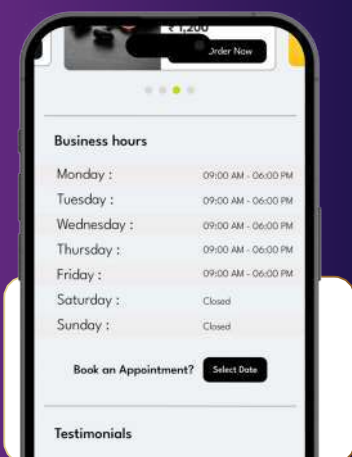 ₹ 1,200
Order Now
Business hours
Monday : 09:00 AM - 06:00 PM
Tuesday : 09:00 AM - 06:00 PM
Wednesday : 09:00 AM - 06:00 PM
Thursday : 09:00 AM - 06:00 PM
Friday : 09:00 AM - 06:00 PM
Saturday : Closed
Sunday : Closed
Book an Appointment? Select Date
Testimonials